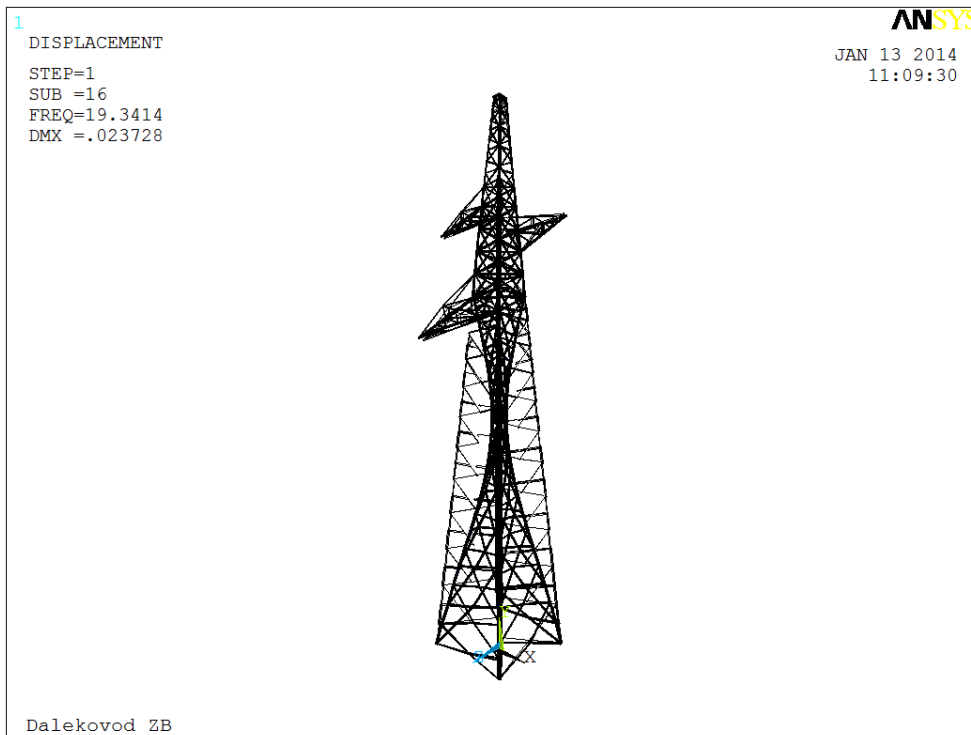 1
ANSYS
DISPLACEMENT
STEP=1
SUB =16
FREQ=19.3414
DMX =.023728
JAN 13 2014
11:09:30
Y
Z
X
Dalekovod ZB